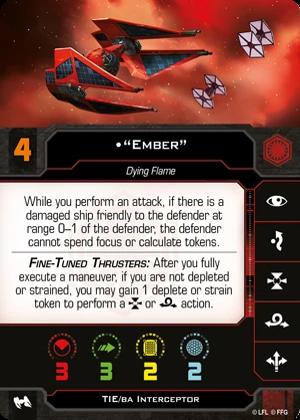 4
•"Ember"
Dying Flame
While you perform an attack, if there is a
damaged ship friendly to the defender at
range 0–1 of the defender, the defender
cannot spend focus or calculate tokens.
Fine-Tuned Thrusters: After you fully
execute a maneuver, if you are not depleted
or strained, you may gain 1 deplete or strain
token to perform a or action.
3 3 2 2
TIE/ba Interceptor
©LFL ©FFG